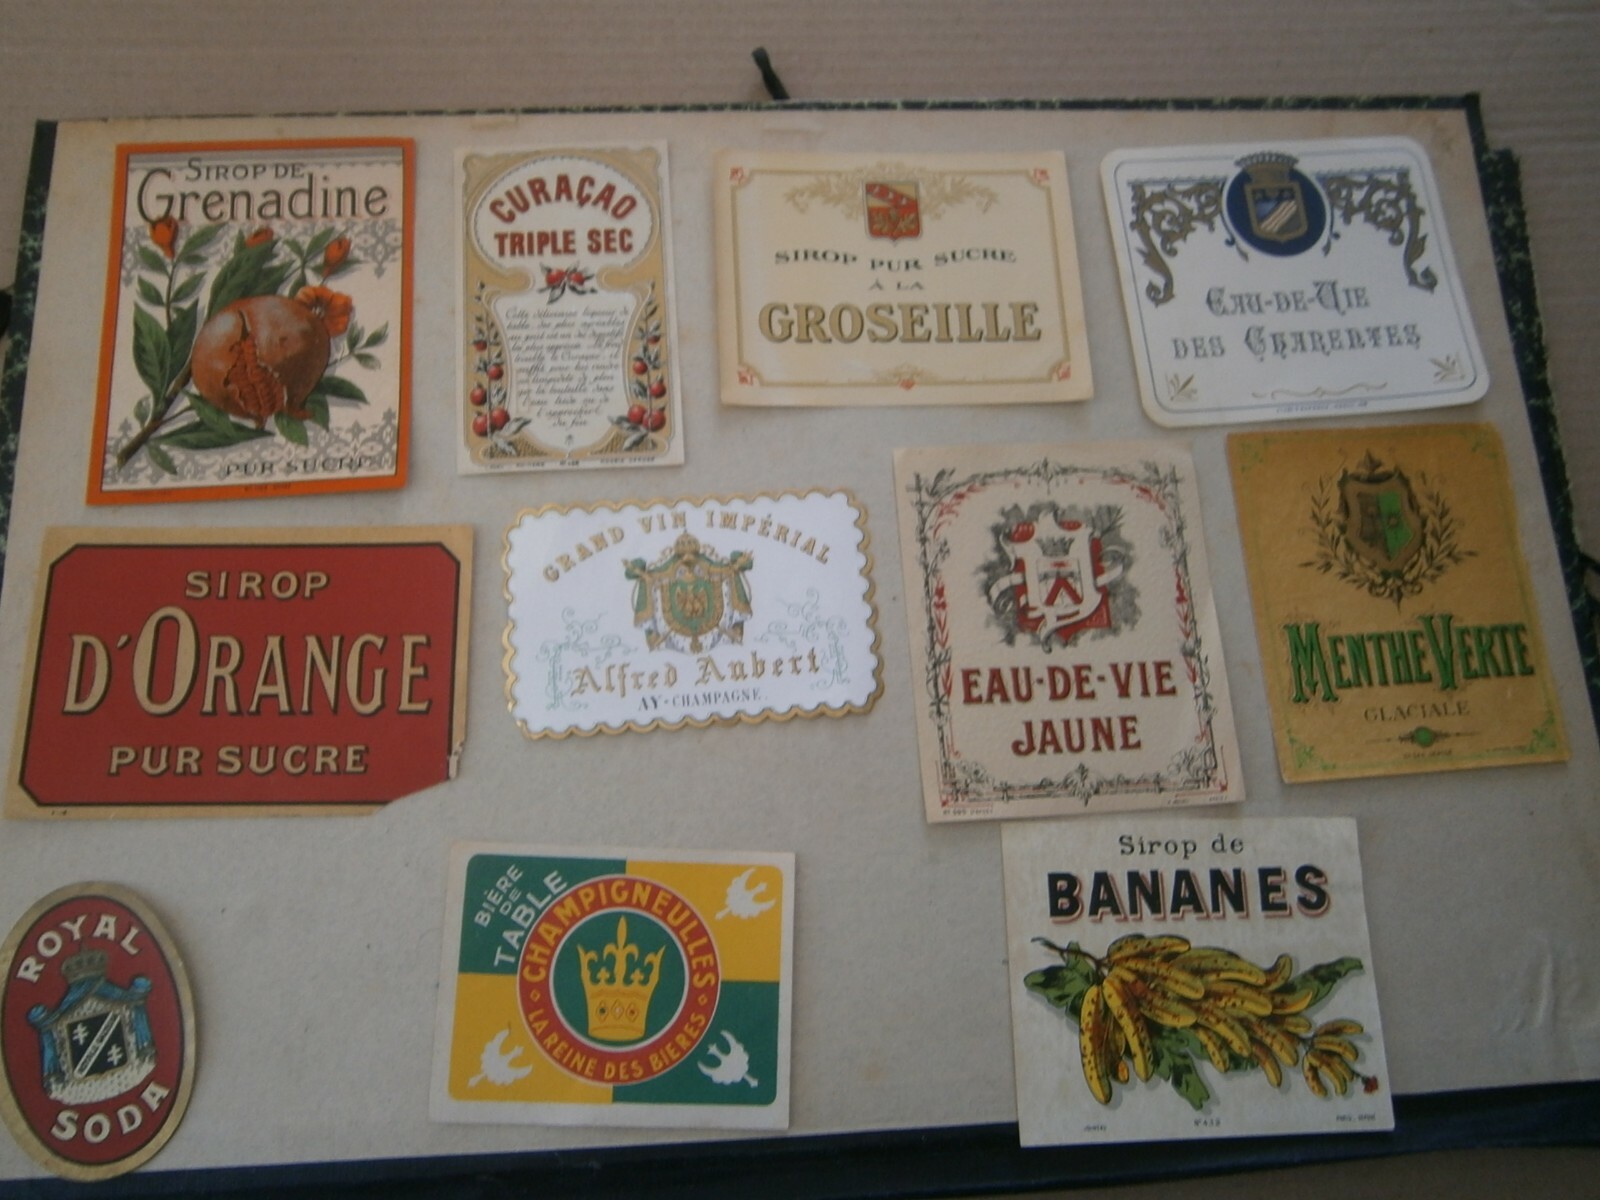 SIROP DE
Grenadine
PUR SUCRE
CURAÇAO
TRIPLE SEC
SIROP PUR SUCRE
À LA
GROSEILLE
EAU-DE-VIE
DES CHARENTES
SIROP
D'ORANGE
PUR SUCRE
GRAND VIN IMPÉRIAL
Alfred Aubert
AY-CHAMPAGNE.
EAU-DE-VIE
JAUNE
MENTHE VERTE
GLACIALE
ROYAL
SODA
BIÈRE
DE
TABLE
CHAMPIGNEULLES
LA REINE DES BIÈRES
Sirop de
BANANES